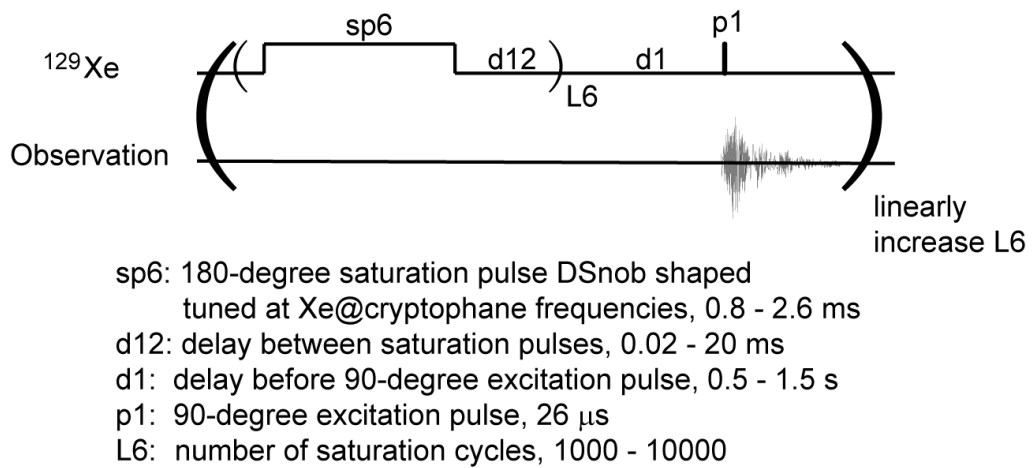 sp6
p1
¹²⁹Xe
d12
d1
L6
Observation
linearly
increase L6
sp6: 180-degree saturation pulse DSnob shaped
tuned at Xe@cryptophane frequencies, 0.8 - 2.6 ms
d12: delay between saturation pulses, 0.02 - 20 ms
d1: delay before 90-degree excitation pulse, 0.5 - 1.5 s
p1: 90-degree excitation pulse, 26 μs
L6: number of saturation cycles, 1000 - 10000